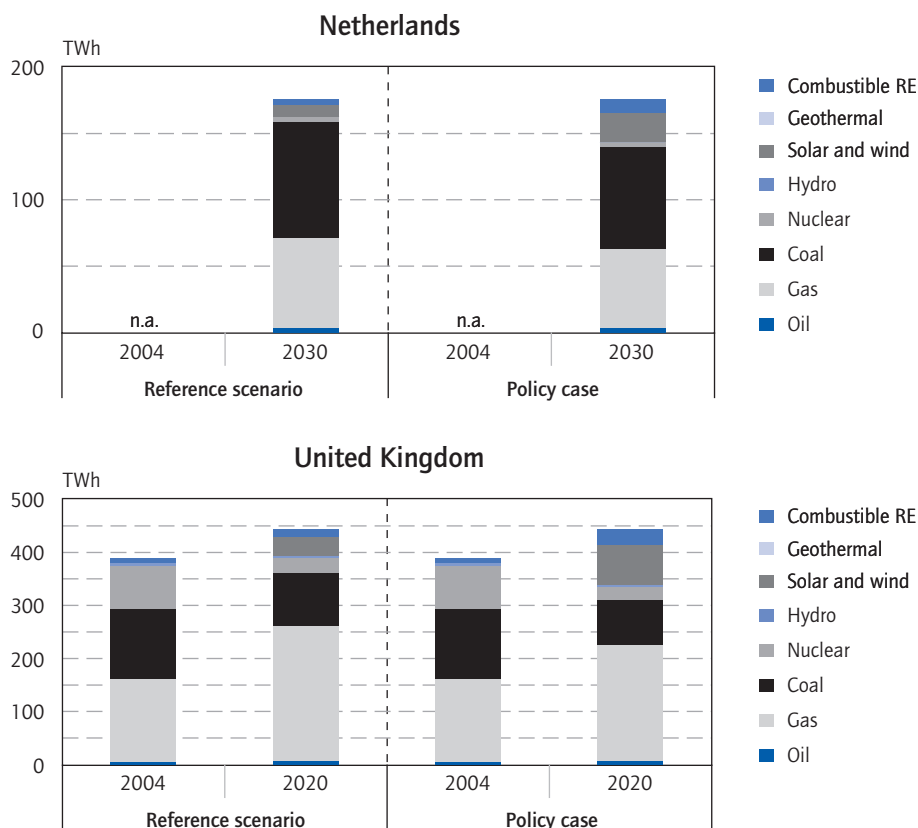 Netherlands
TWh
200
100
0
n.a.
n.a.
2004
2030
2004
2030
Reference scenario
Policy case
Combustible RE
Geothermal
Solar and wind
Hydro
Nuclear
Coal
Gas
Oil
United Kingdom
TWh
500
400
300
200
100
0
2004
2020
2004
2020
Reference scenario
Policy case
Combustible RE
Geothermal
Solar and wind
Hydro
Nuclear
Coal
Gas
Oil